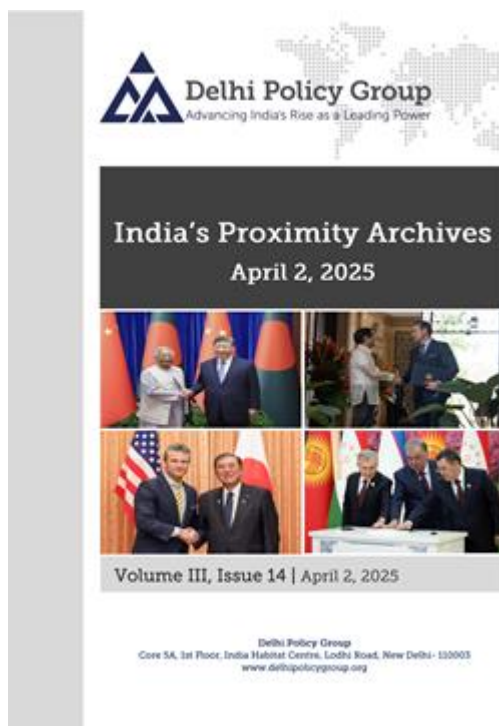 Delhi Policy Group
Advancing India's Rise as a Leading Power
India's Proximity Archives
April 2, 2025
Volume III, Issue 14 | April 2, 2025
Delhi Policy Group
Core 5A, 1st Floor, India Habitat Centre, Lodhi Road, New Delhi- 110003
www.delhipolicygroup.org